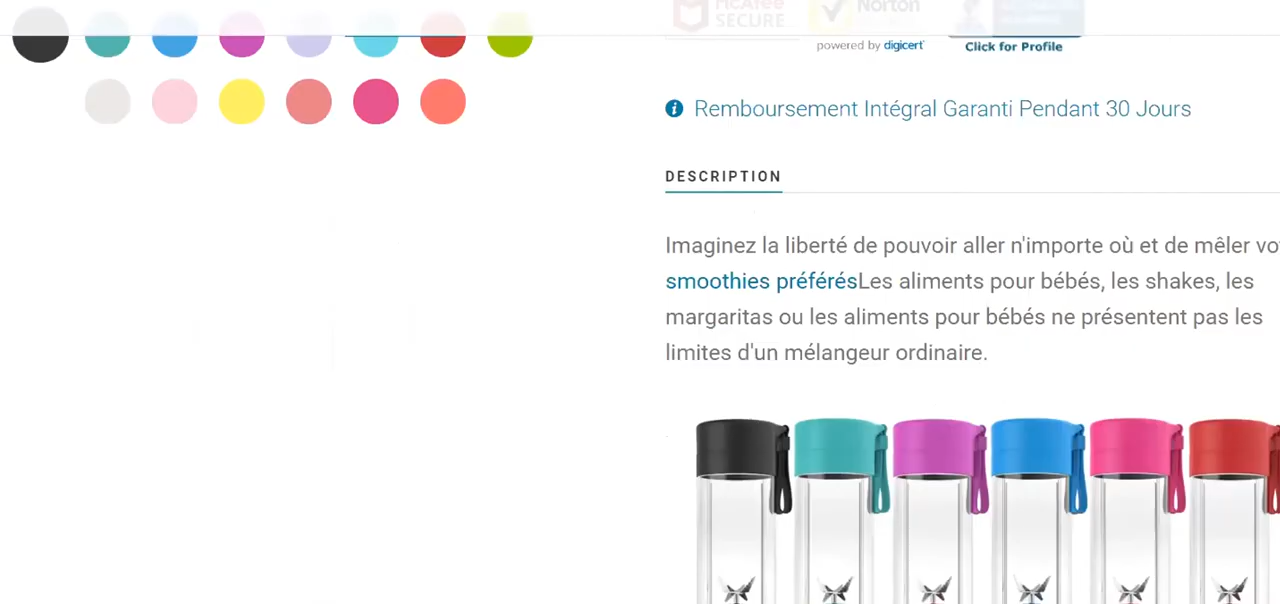 McAfee
SECURE
Norton
powered by digicert
Click for Profile
Remboursement Intégral Garanti Pendant 30 Jours
DESCRIPTION
Imaginez la liberté de pouvoir aller n'importe où et de mêler vo
smoothies préférésLes aliments pour bébés, les shakes, les
margaritas ou les aliments pour bébés ne présentent pas les
limites d'un mélangeur ordinaire.